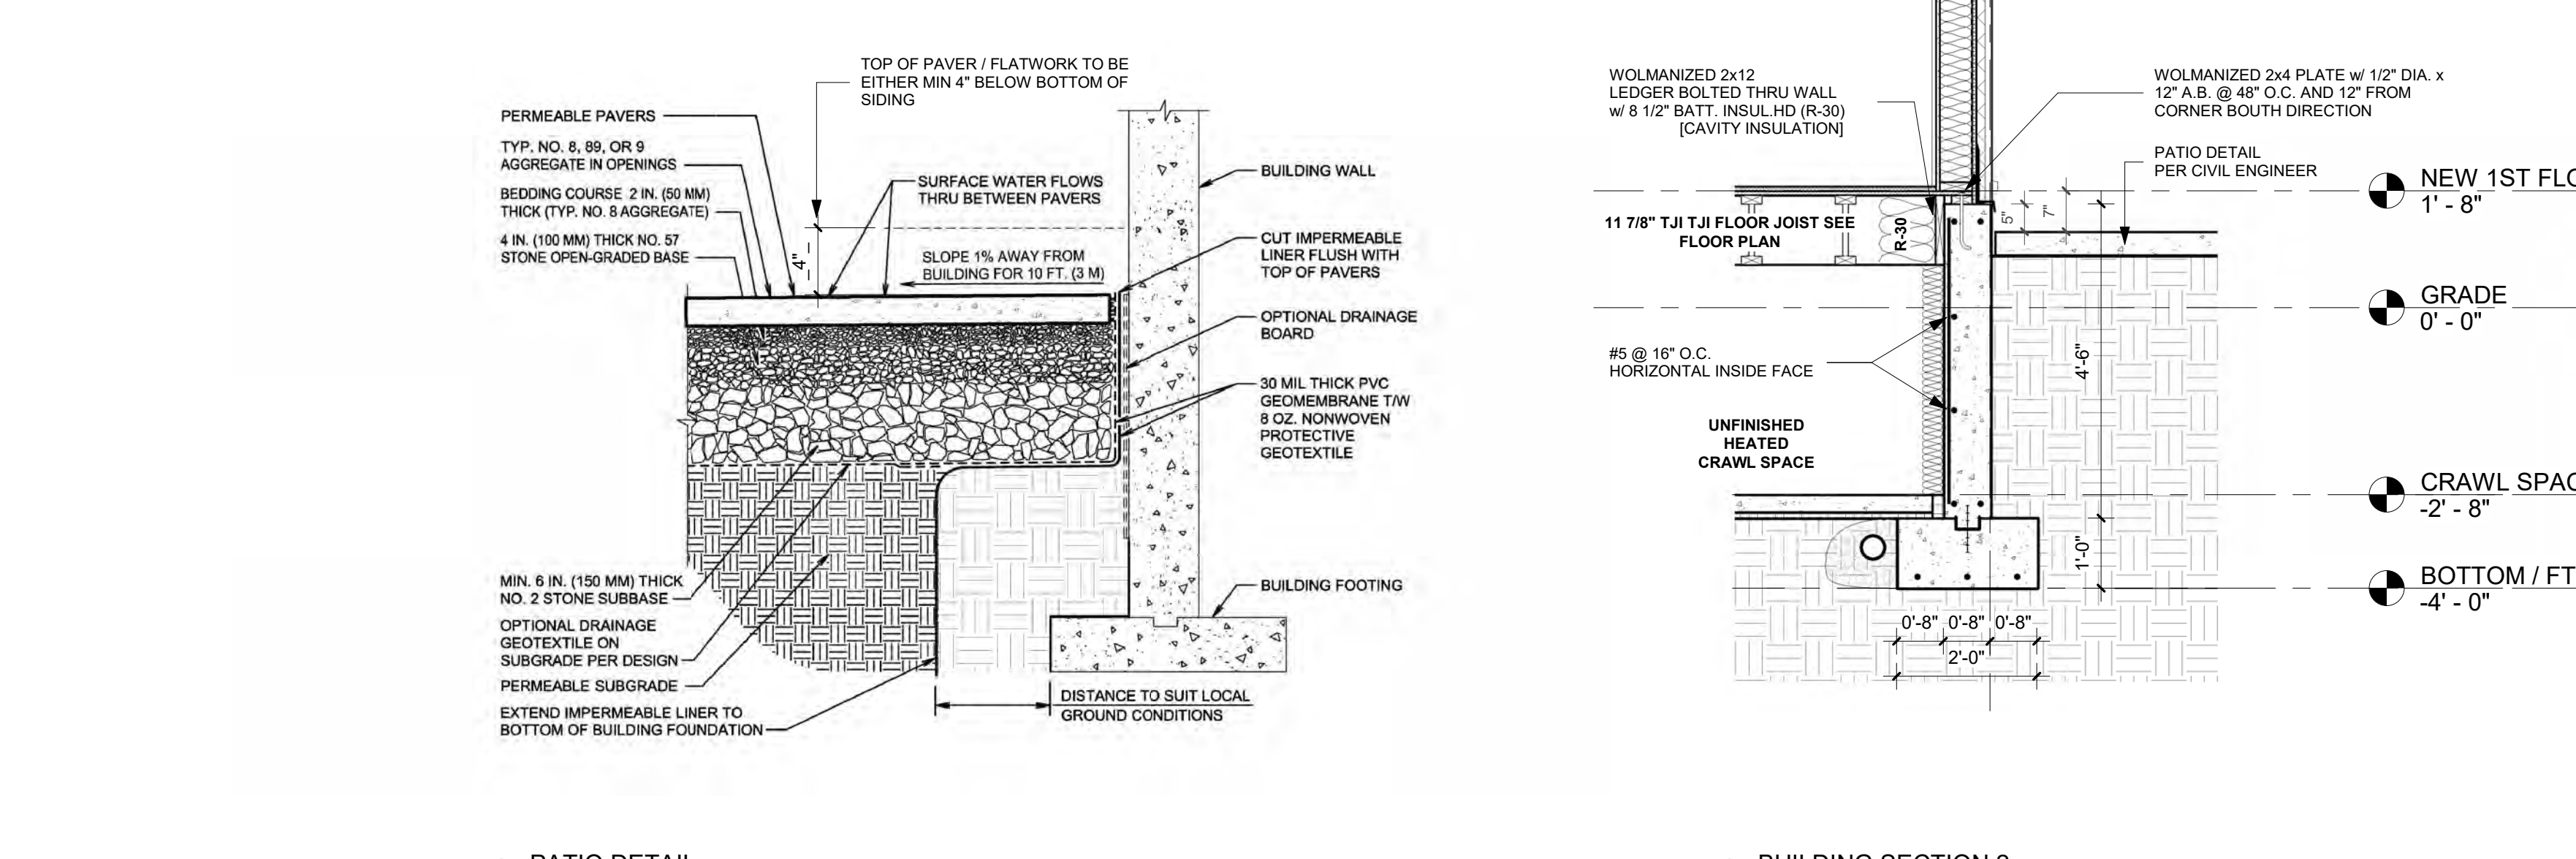 TOP OF PAVER / FLATWORK TO BE
EITHER MIN 4" BELOW BOTTOM OF
SIDING
PERMEABLE PAVERS
TYP. NO. 8, 89, OR 9
AGGREGATE IN OPENINGS
BEDDING COURSE 2 IN. (50 MM)
THICK (TYP. NO. 8 AGGREGATE)
4 IN. (100 MM) THICK NO. 57
STONE OPEN-GRADED BASE
SURFACE WATER FLOWS
THRU BETWEEN PAVERS
4"
SLOPE 1% AWAY FROM
BUILDING FOR 10 FT. (3 M)
BUILDING WALL
CUT IMPERMEABLE
LINER FLUSH WITH
TOP OF PAVERS
OPTIONAL DRAINAGE
BOARD
30 MIL THICK PVC
GEOMEMBRANE T/W
8 OZ. NONWOVEN
PROTECTIVE
GEOTEXTILE
MIN. 6 IN. (150 MM) THICK
NO. 2 STONE SUBBASE
OPTIONAL DRAINAGE
GEOTEXTILE ON
SUBGRADE PER DESIGN
PERMEABLE SUBGRADE
EXTEND IMPERMEABLE LINER TO
BOTTOM OF BUILDING FOUNDATION
BUILDING FOOTING
DISTANCE TO SUIT LOCAL
GROUND CONDITIONS
PATIO DETAIL
WOLMANIZED 2x12
LEDGER BOLTED THRU WALL
w/ 8 1/2" BATT. INSUL.HD (R-30)
[CAVITY INSULATION]
WOLMANIZED 2x4 PLATE w/ 1/2" DIA. x
12" A.B. @ 48" O.C. AND 12" FROM
CORNER BOUTH DIRECTION
PATIO DETAIL
PER CIVIL ENGINEER
11 7/8" TJI TJI FLOOR JOIST SEE
FLOOR PLAN
R-30
5"
7"
#5 @ 16" O.C.
HORIZONTAL INSIDE FACE
4'-6"
UNFINISHED
HEATED
CRAWL SPACE
1'-0"
0'-8" 0'-8" 0'-8"
2'-0"
NEW 1ST FLO
1' - 8"
GRADE
0' - 0"
CRAWL SPAC
-2' - 8"
BOTTOM / FT
-4' - 0"
BUILDING SECTION